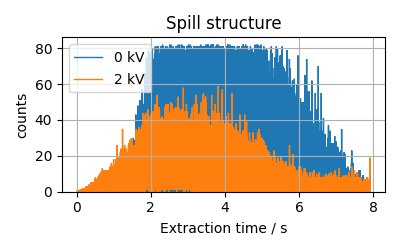 Spill structure
80
60
40
20
0
counts
0 kV
2 kV
0 2 4 6 8
Extraction time / s